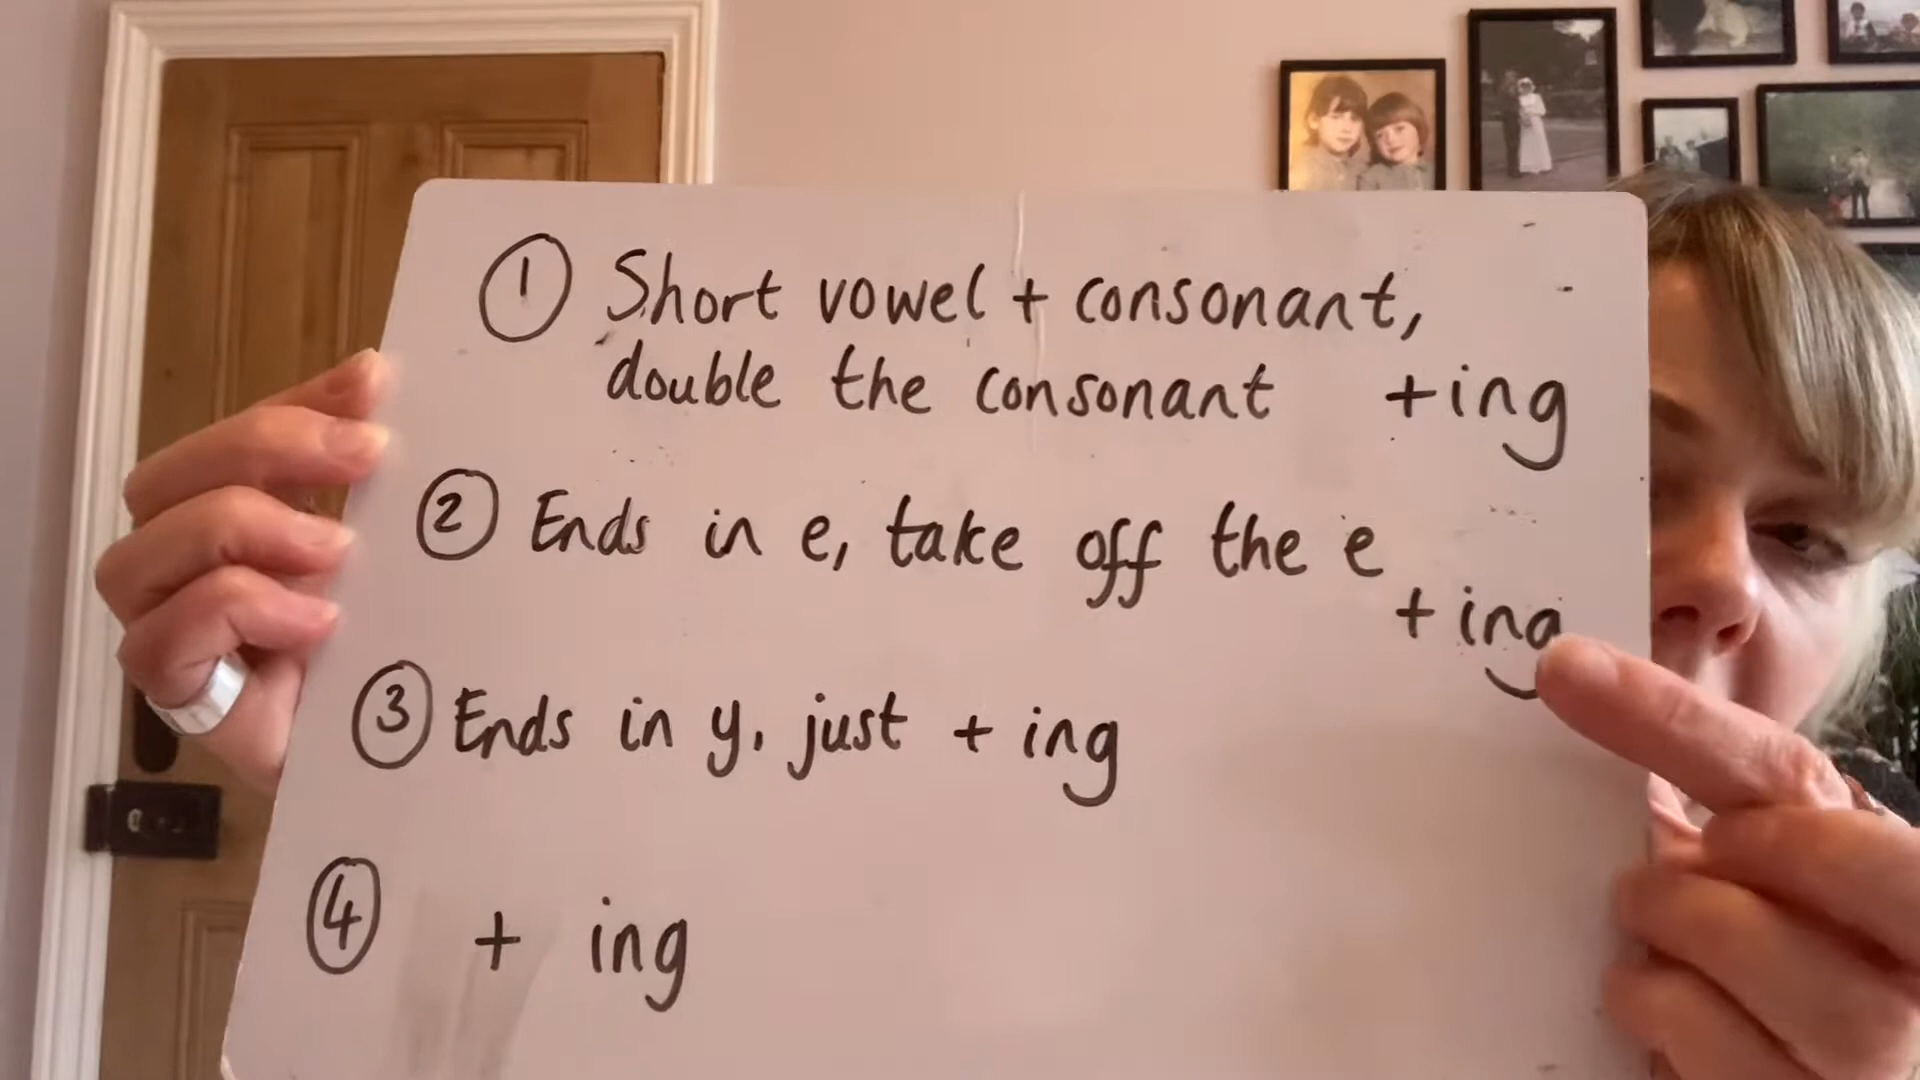 ① Short vowel + consonant,
double the consonant +ing
② Ends in e, take off the e
+ ing
③ Ends in y, just + ing
④ + ing